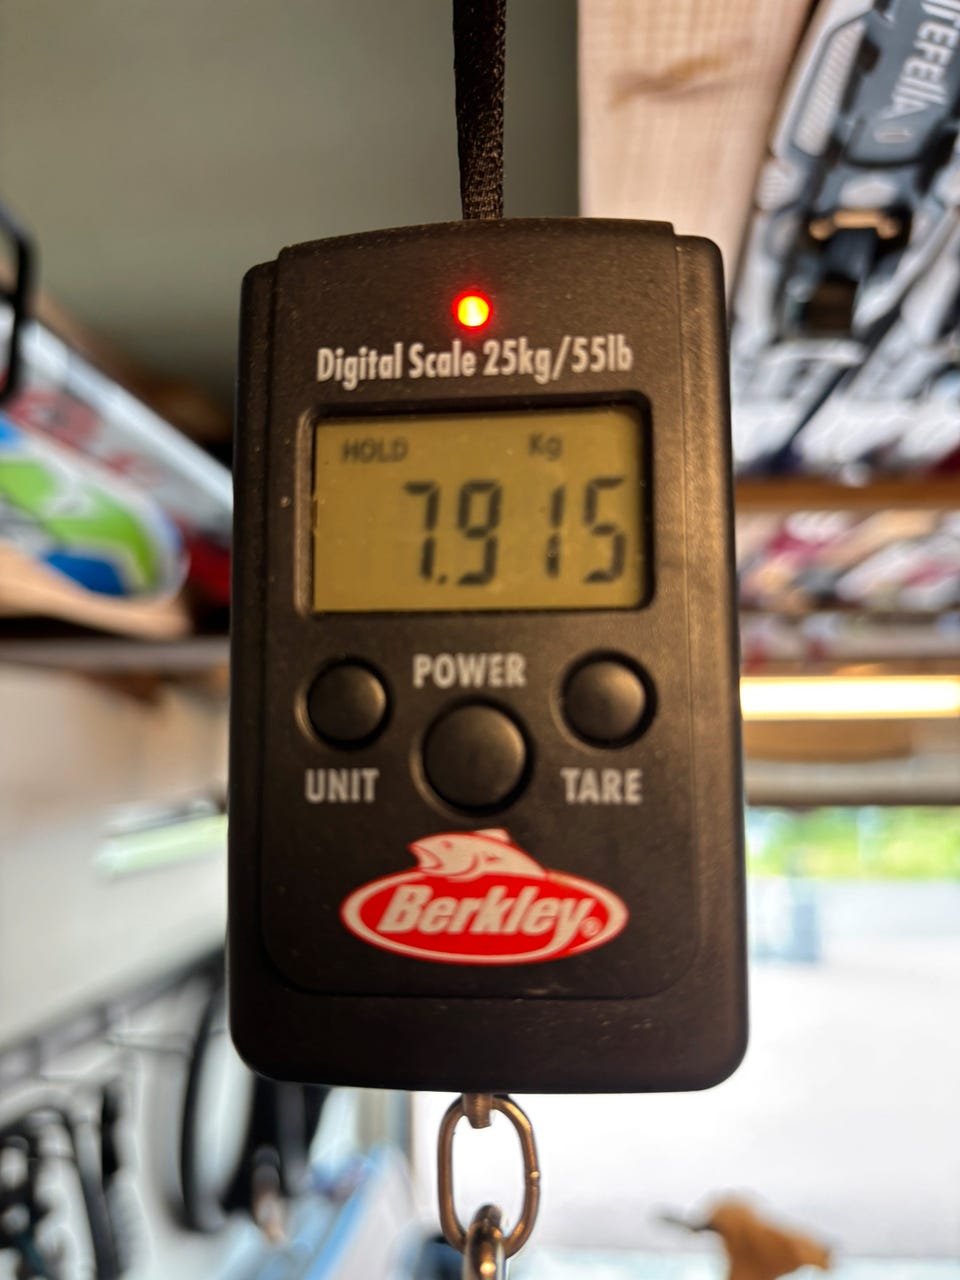 Digital Scale 25kg/55lb
HOLD Kg
7.915
POWER
UNIT TARE
Berkley®